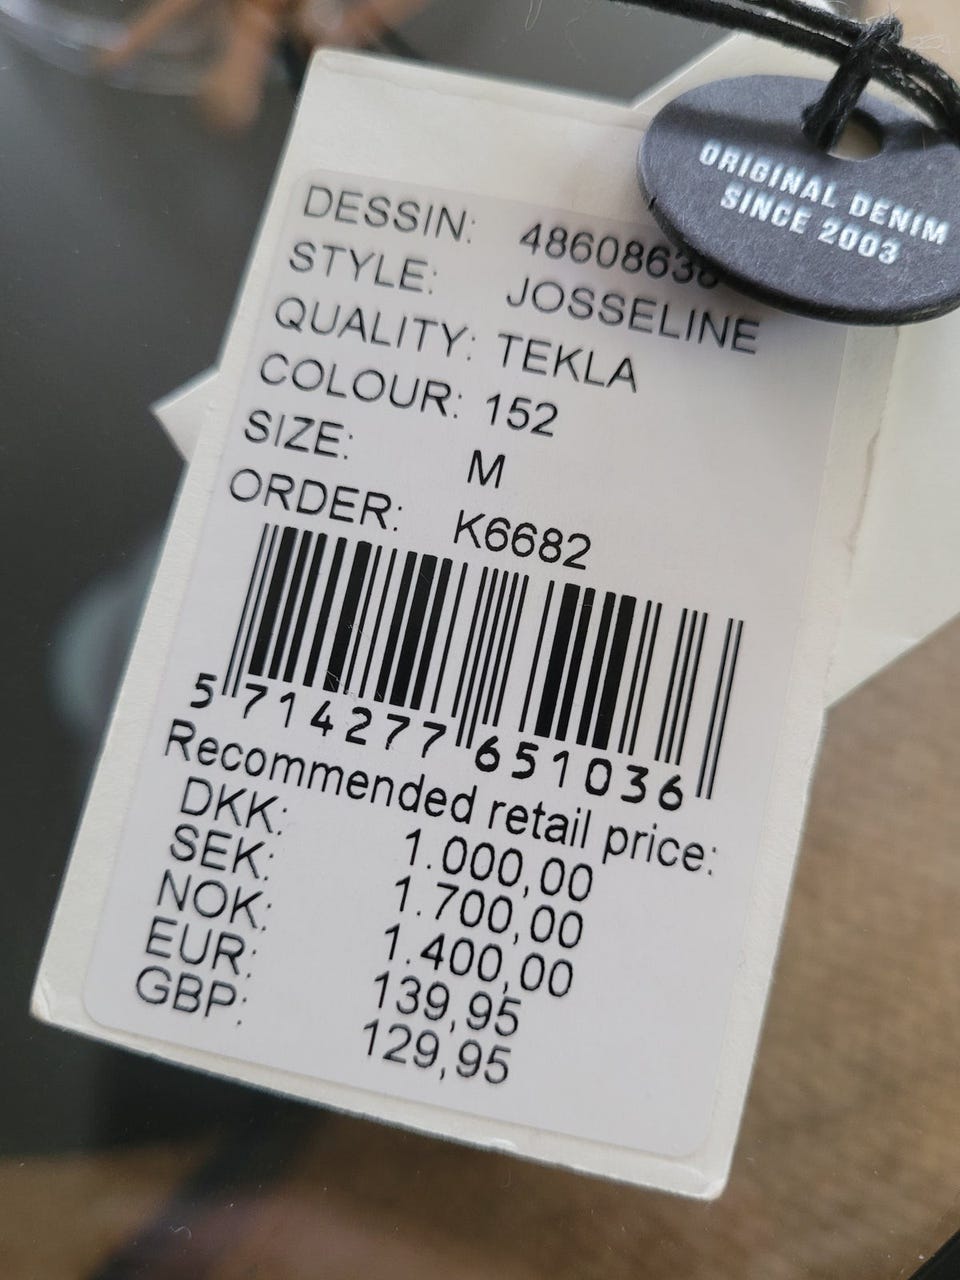 ORIGINAL DENIM
SINCE 2003
DESSIN:
STYLE: JOSSELINE
QUALITY: TEKLA
COLOUR: 152
SIZE: M
ORDER: K6682
5 714277 651036
Recommended retail price:
DKK: 1.000,00
SEK: 1.700,00
NOK: 1.400,00
EUR: 139,95
GBP: 129,95